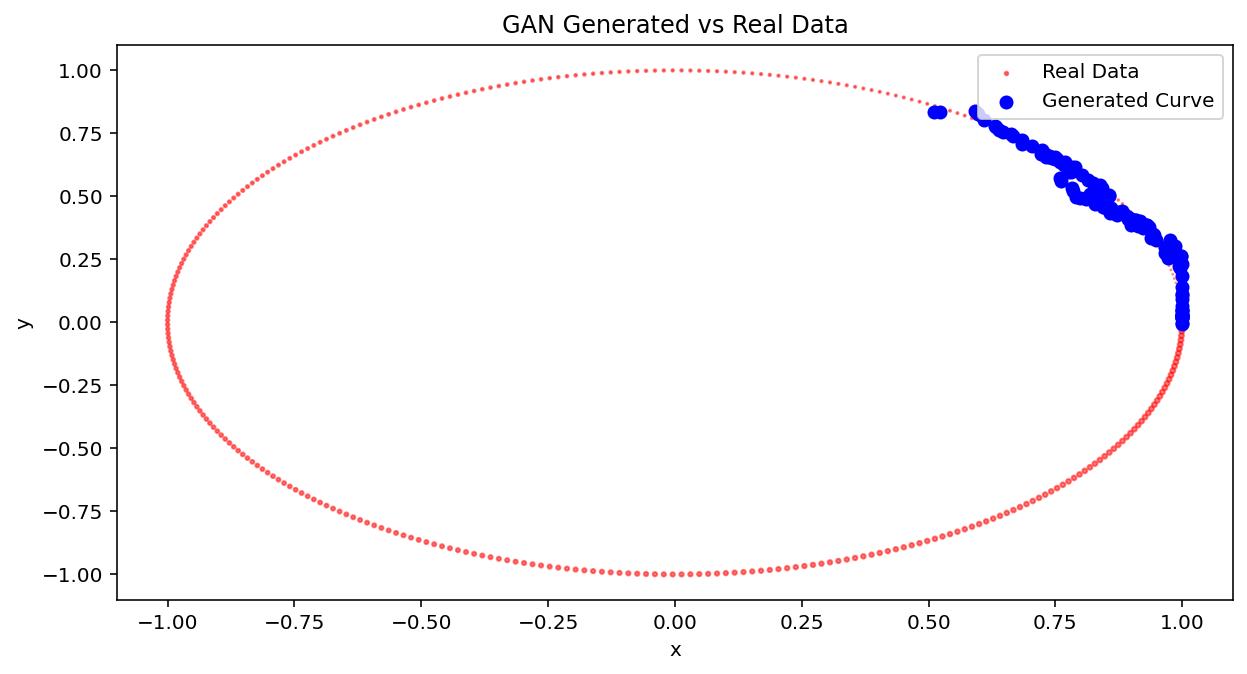 GAN Generated vs Real Data
Real Data
Generated Curve
1.00
0.75
0.50
0.25
0.00
−0.25
−0.50
−0.75
−1.00
y
−1.00 −0.75 −0.50 −0.25 0.00 0.25 0.50 0.75 1.00
x